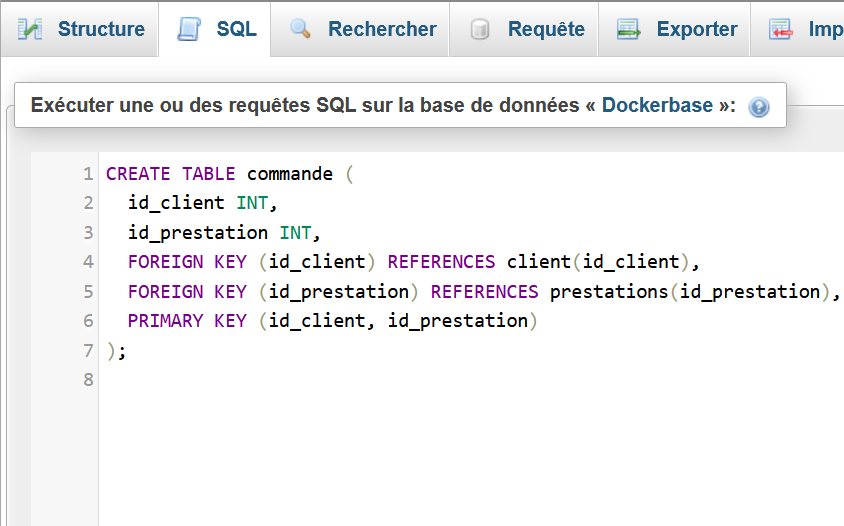 Structure SQL Rechercher Requête Exporter Imp
Exécuter une ou des requêtes SQL sur la base de données « Dockerbase »:
1 CREATE TABLE commande (
2 id_client INT,
3 id_prestation INT,
4 FOREIGN KEY (id_client) REFERENCES client(id_client),
5 FOREIGN KEY (id_prestation) REFERENCES prestations(id_prestation),
6 PRIMARY KEY (id_client, id_prestation)
7 );
8